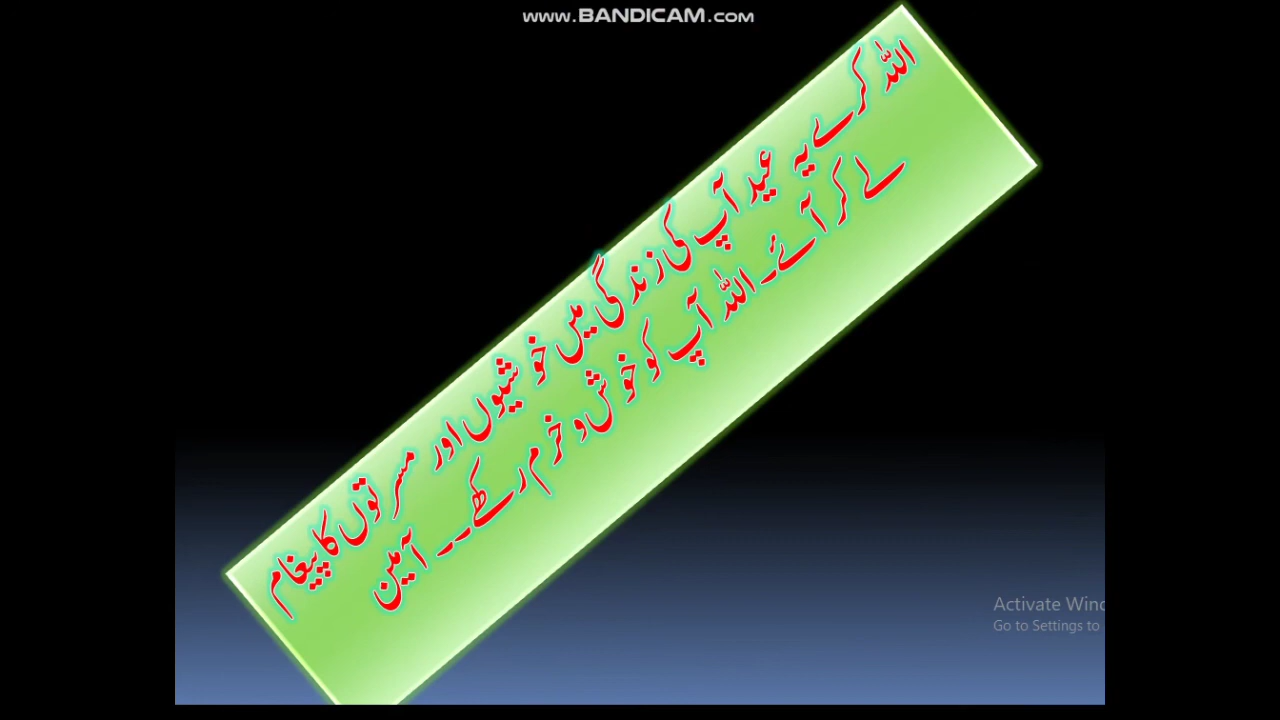 www.BANDICAM.com
اللہ کرے یہ عید آپ کی زندگی میں خوشیوں اور مسرتوں کا پیغام
لے کر آئے۔ اللہ آپ کو خوش و خرم رکھے۔۔ آمین
Activate Winc
Go to Settings to